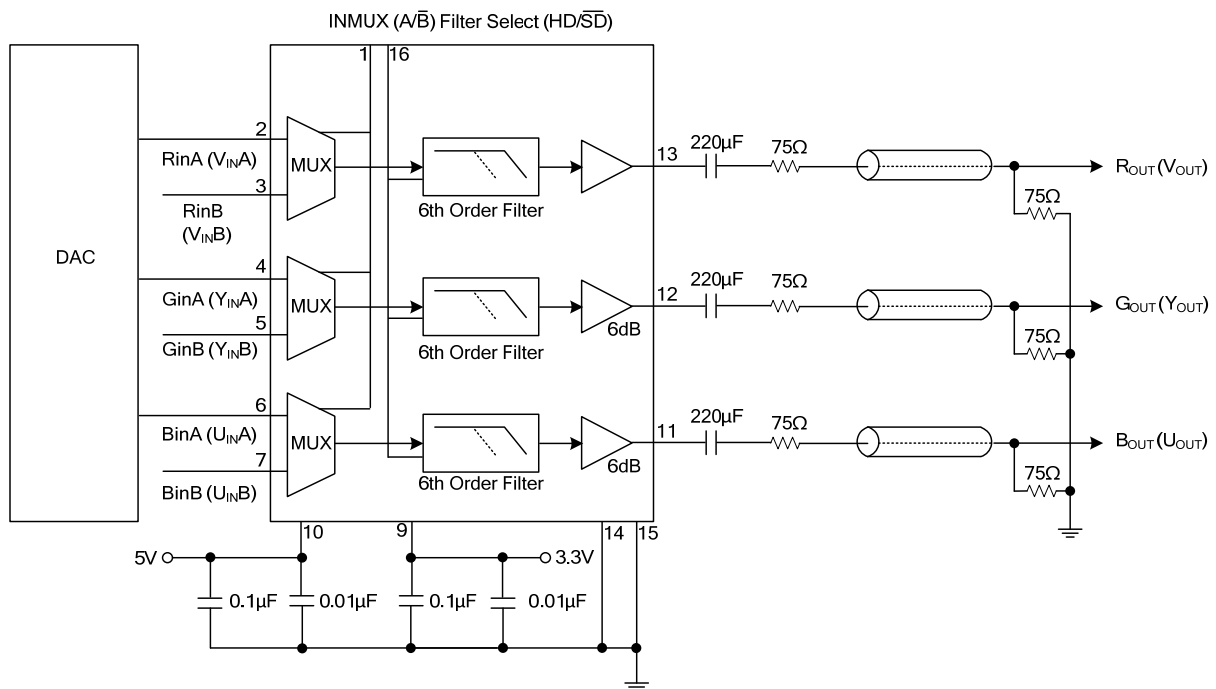 INMUX (A/B̅) Filter Select (HD/S̅D̅)
1 16
2
RinA (VINA)
3
RinB
(VINB)
MUX
6th Order Filter
13
220µF
75Ω
ROUT (VOUT)
75Ω
DAC
4
GinA (YINA)
5
GinB (YINB)
MUX
6th Order Filter
6dB
12
220µF
75Ω
GOUT (YOUT)
75Ω
6
BinA (UINA)
7
BinB (UINB)
MUX
6th Order Filter
6dB
11
220µF
75Ω
BOUT (UOUT)
75Ω
10 9 14 15
5V 3.3V
0.1µF 0.01µF 0.1µF 0.01µF